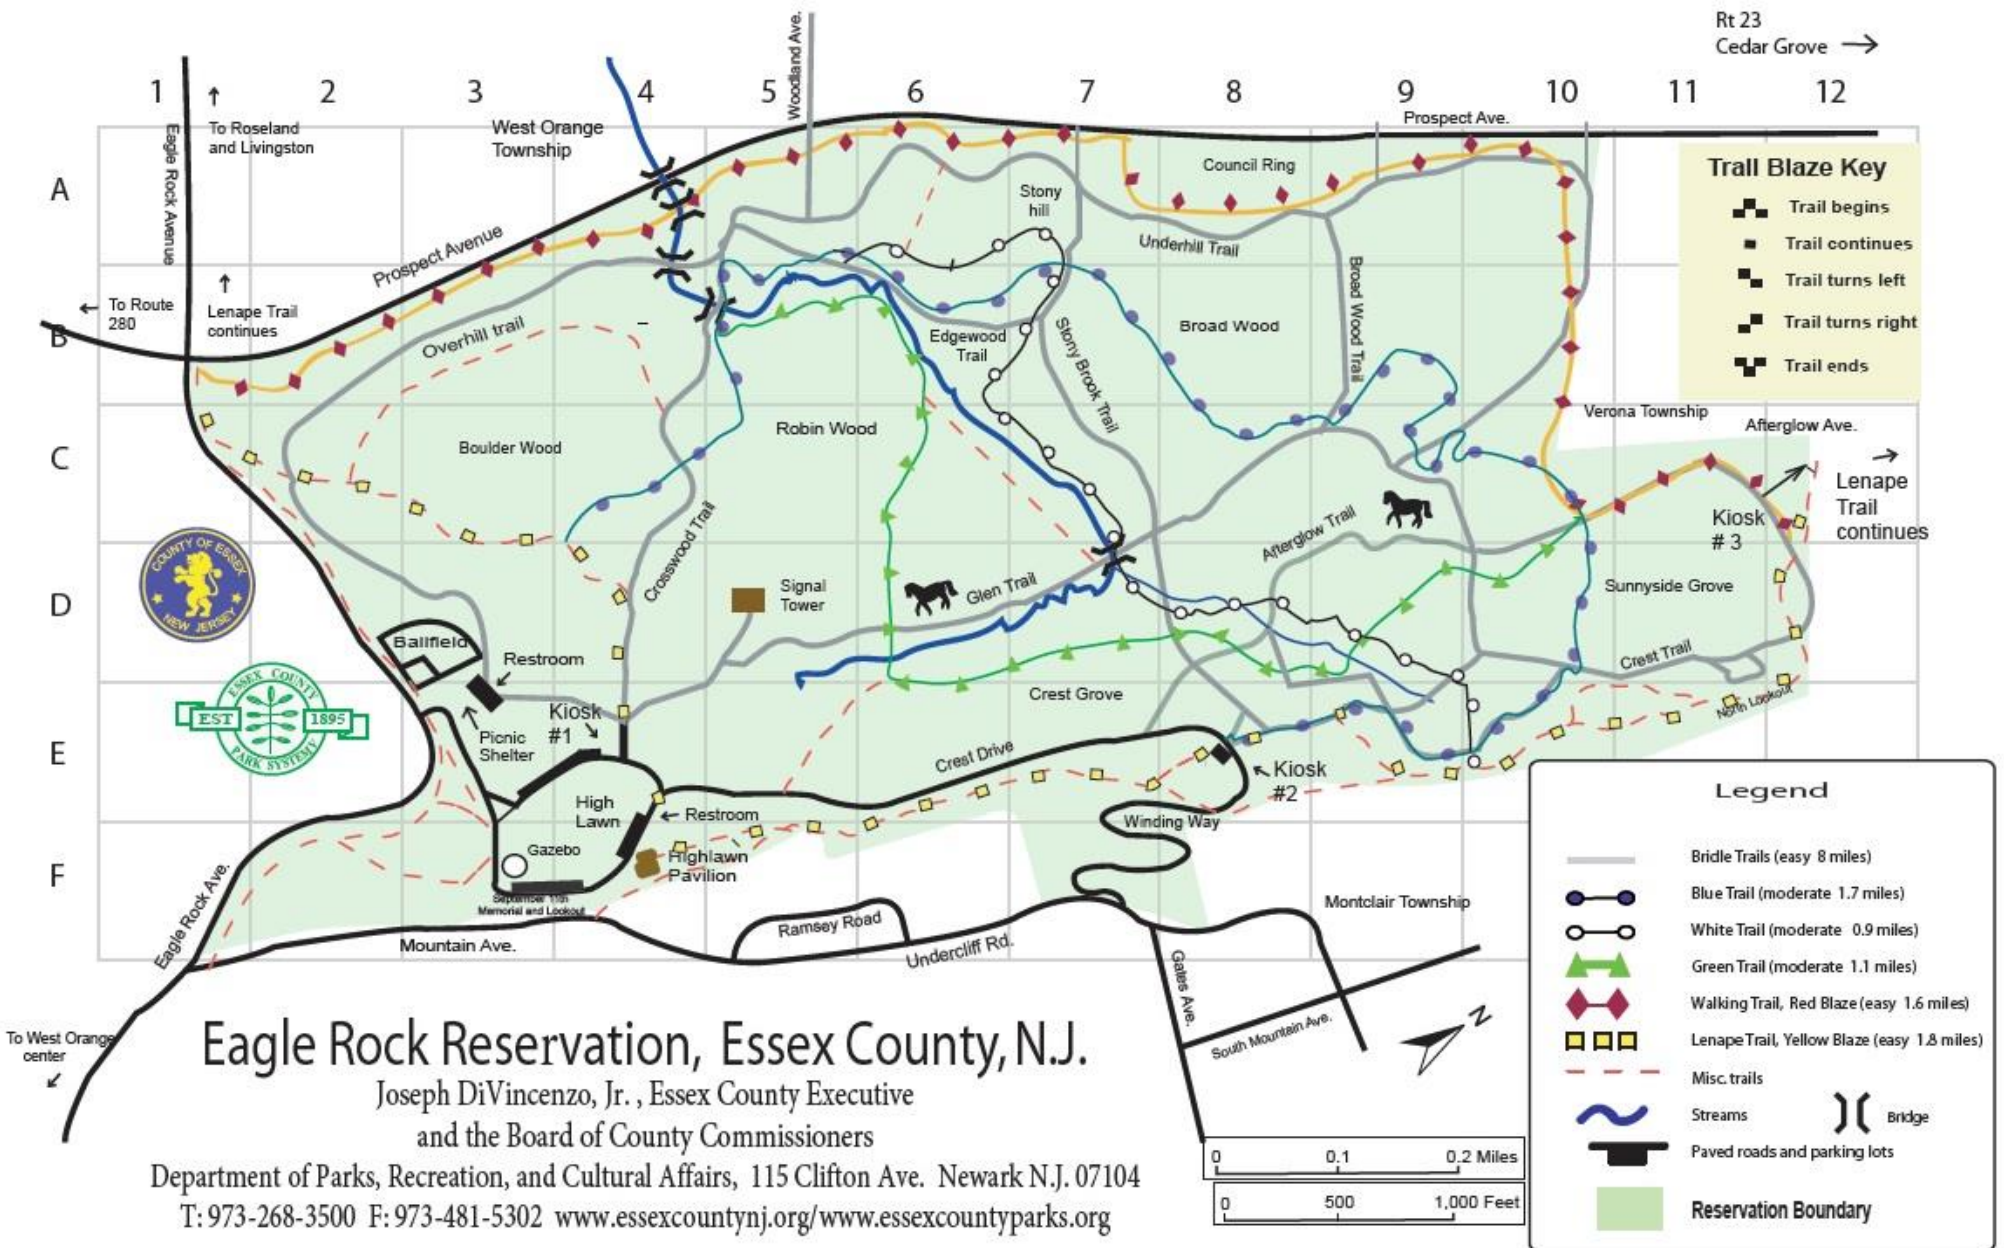 Rt 23
Cedar Grove
1 2 3 4 5 6 7 8 9 10 11 12
Woodland Ave.
Prospect Ave.
To Roseland
and Livingston
West Orange
Township
Eagle Rock Avenue
A
Council Ring
Stony
hill
Underhill Trail
Prospect Avenue
Trall Blaze Key
Trail begins
Trail continues
Trail turns left
Trail turns right
Trail ends
To Route
280
Lenape Trail
continues
B
Overhill trail
Edgewood
Trail
Stony Brook Trail
Broad Wood
Broad Wood Trail
Verona Township
Afterglow Ave.
C
Boulder Wood
Robin Wood
Lenape
Trail
continues
Kiosk
# 3
Crosswood Trail
Afterglow Trail
COUNTY OF ESSEX
NEW JERSEY
D
Signal
Tower
Glen Trail
Sunnyside Grove
Ballfield
Restroom
Crest Trail
ESSEX COUNTY
EST 1895
PARK SYSTEM
Crest Grove
North Lookout
Kiosk
#1
Picnic
Shelter
E
Crest Drive
Kiosk
#2
High
Lawn
Restroom
Winding Way
F
Gazebo
Highlawn
Pavilion
September 11th
Memorial and Lookout
Eagle Rock Ave.
Mountain Ave.
Ramsey Road
Undercliff Rd.
Montclair Township
Gates Ave.
South Mountain Ave.
N
To West Orange
center
Legend
Bridle Trails (easy 8 miles)
Blue Trail (moderate 1.7 miles)
White Trail (moderate 0.9 miles)
Green Trail (moderate 1.1 miles)
Walking Trail, Red Blaze (easy 1.6 miles)
Lenape Trail, Yellow Blaze (easy 1.8 miles)
Misc. trails
Streams
Bridge
Paved roads and parking lots
Reservation Boundary
Eagle Rock Reservation, Essex County, N.J.
Joseph DiVincenzo, Jr. , Essex County Executive
and the Board of County Commissioners
Department of Parks, Recreation, and Cultural Affairs, 115 Clifton Ave. Newark N.J. 07104
T: 973-268-3500 F: 973-481-5302 www.essexcountynj.org/www.essexcountyparks.org
0 0.1 0.2 Miles
0 500 1,000 Feet